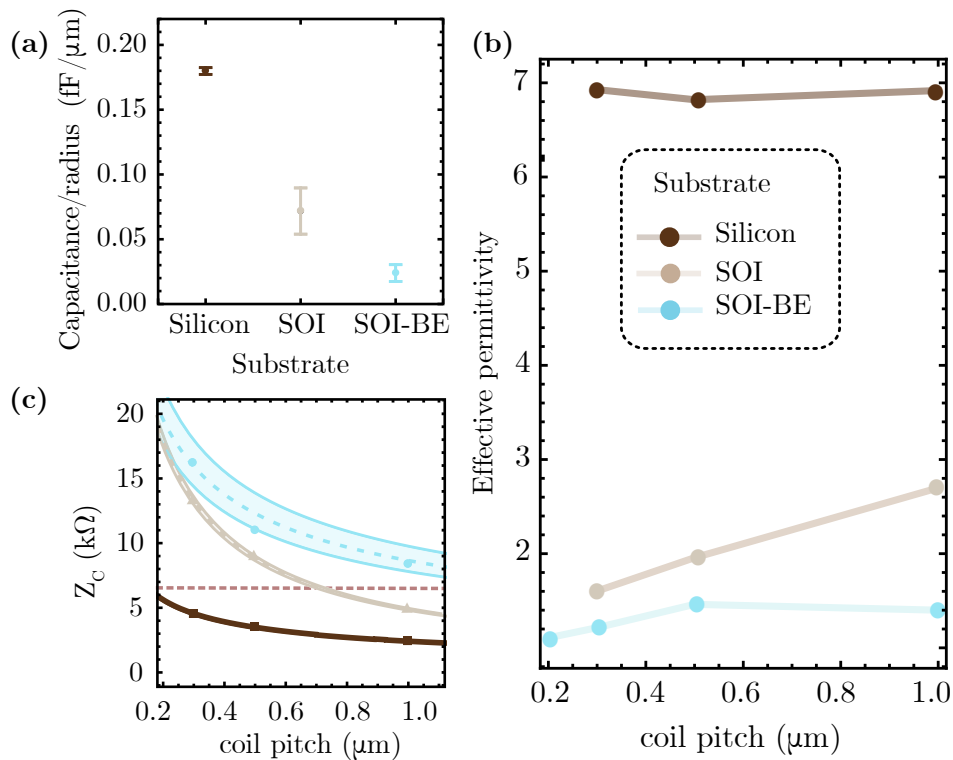 (a)
Capacitance/radius (fF/μm)
0.20
0.15
0.10
0.05
0.00
Silicon SOI SOI-BE
Substrate
(b)
Effective permittivity
7
6
5
4
3
2
Substrate
Silicon
SOI
SOI-BE
0.2 0.4 0.6 0.8 1.0
coil pitch (μm)
(c)
Z_C (kΩ)
20
15
10
5
0
0.2 0.4 0.6 0.8 1.0
coil pitch (μm)